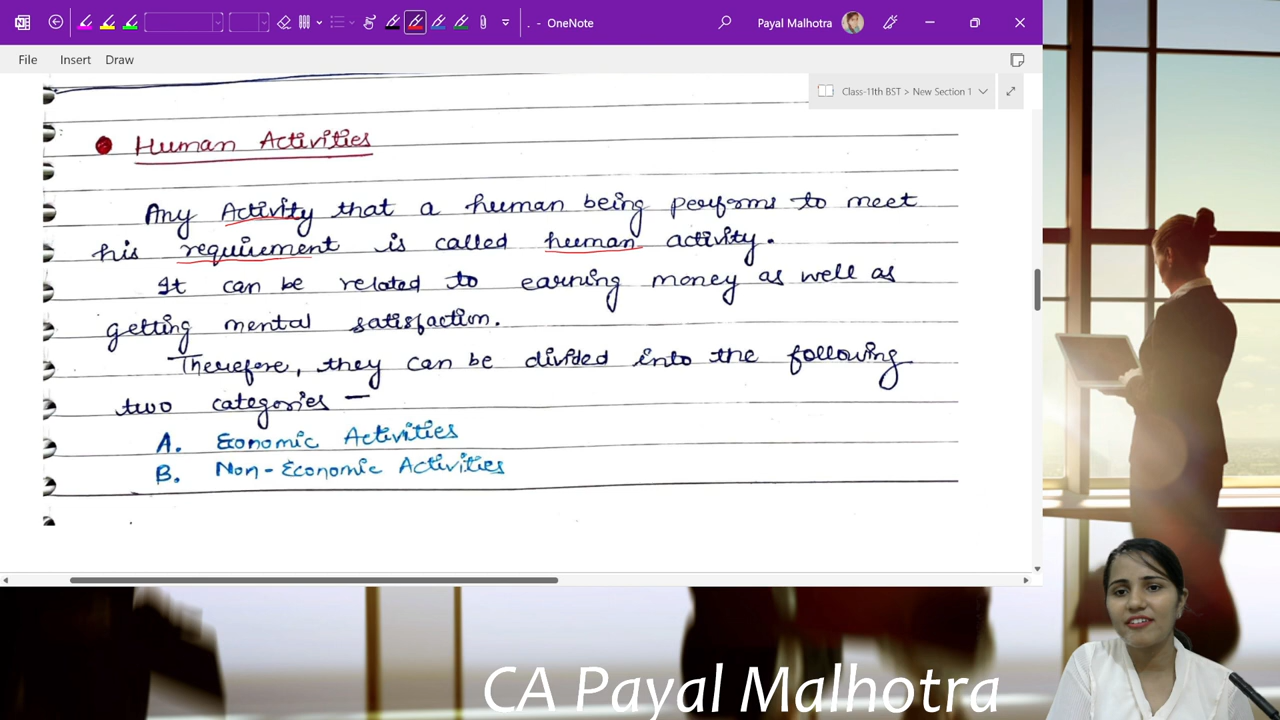 . - OneNote
Payal Malhotra
File Insert Draw
Class-11th BST > New Section 1
Human Activities
Any Activity that a human being performs to meet
his requirement is called human activity.
It can be related to earning money as well as
getting mental satisfaction.
Therefore, they can be divided into the following
two categories –
A. Economic Activities
B. Non-Economic Activities
CA Payal Malhotra